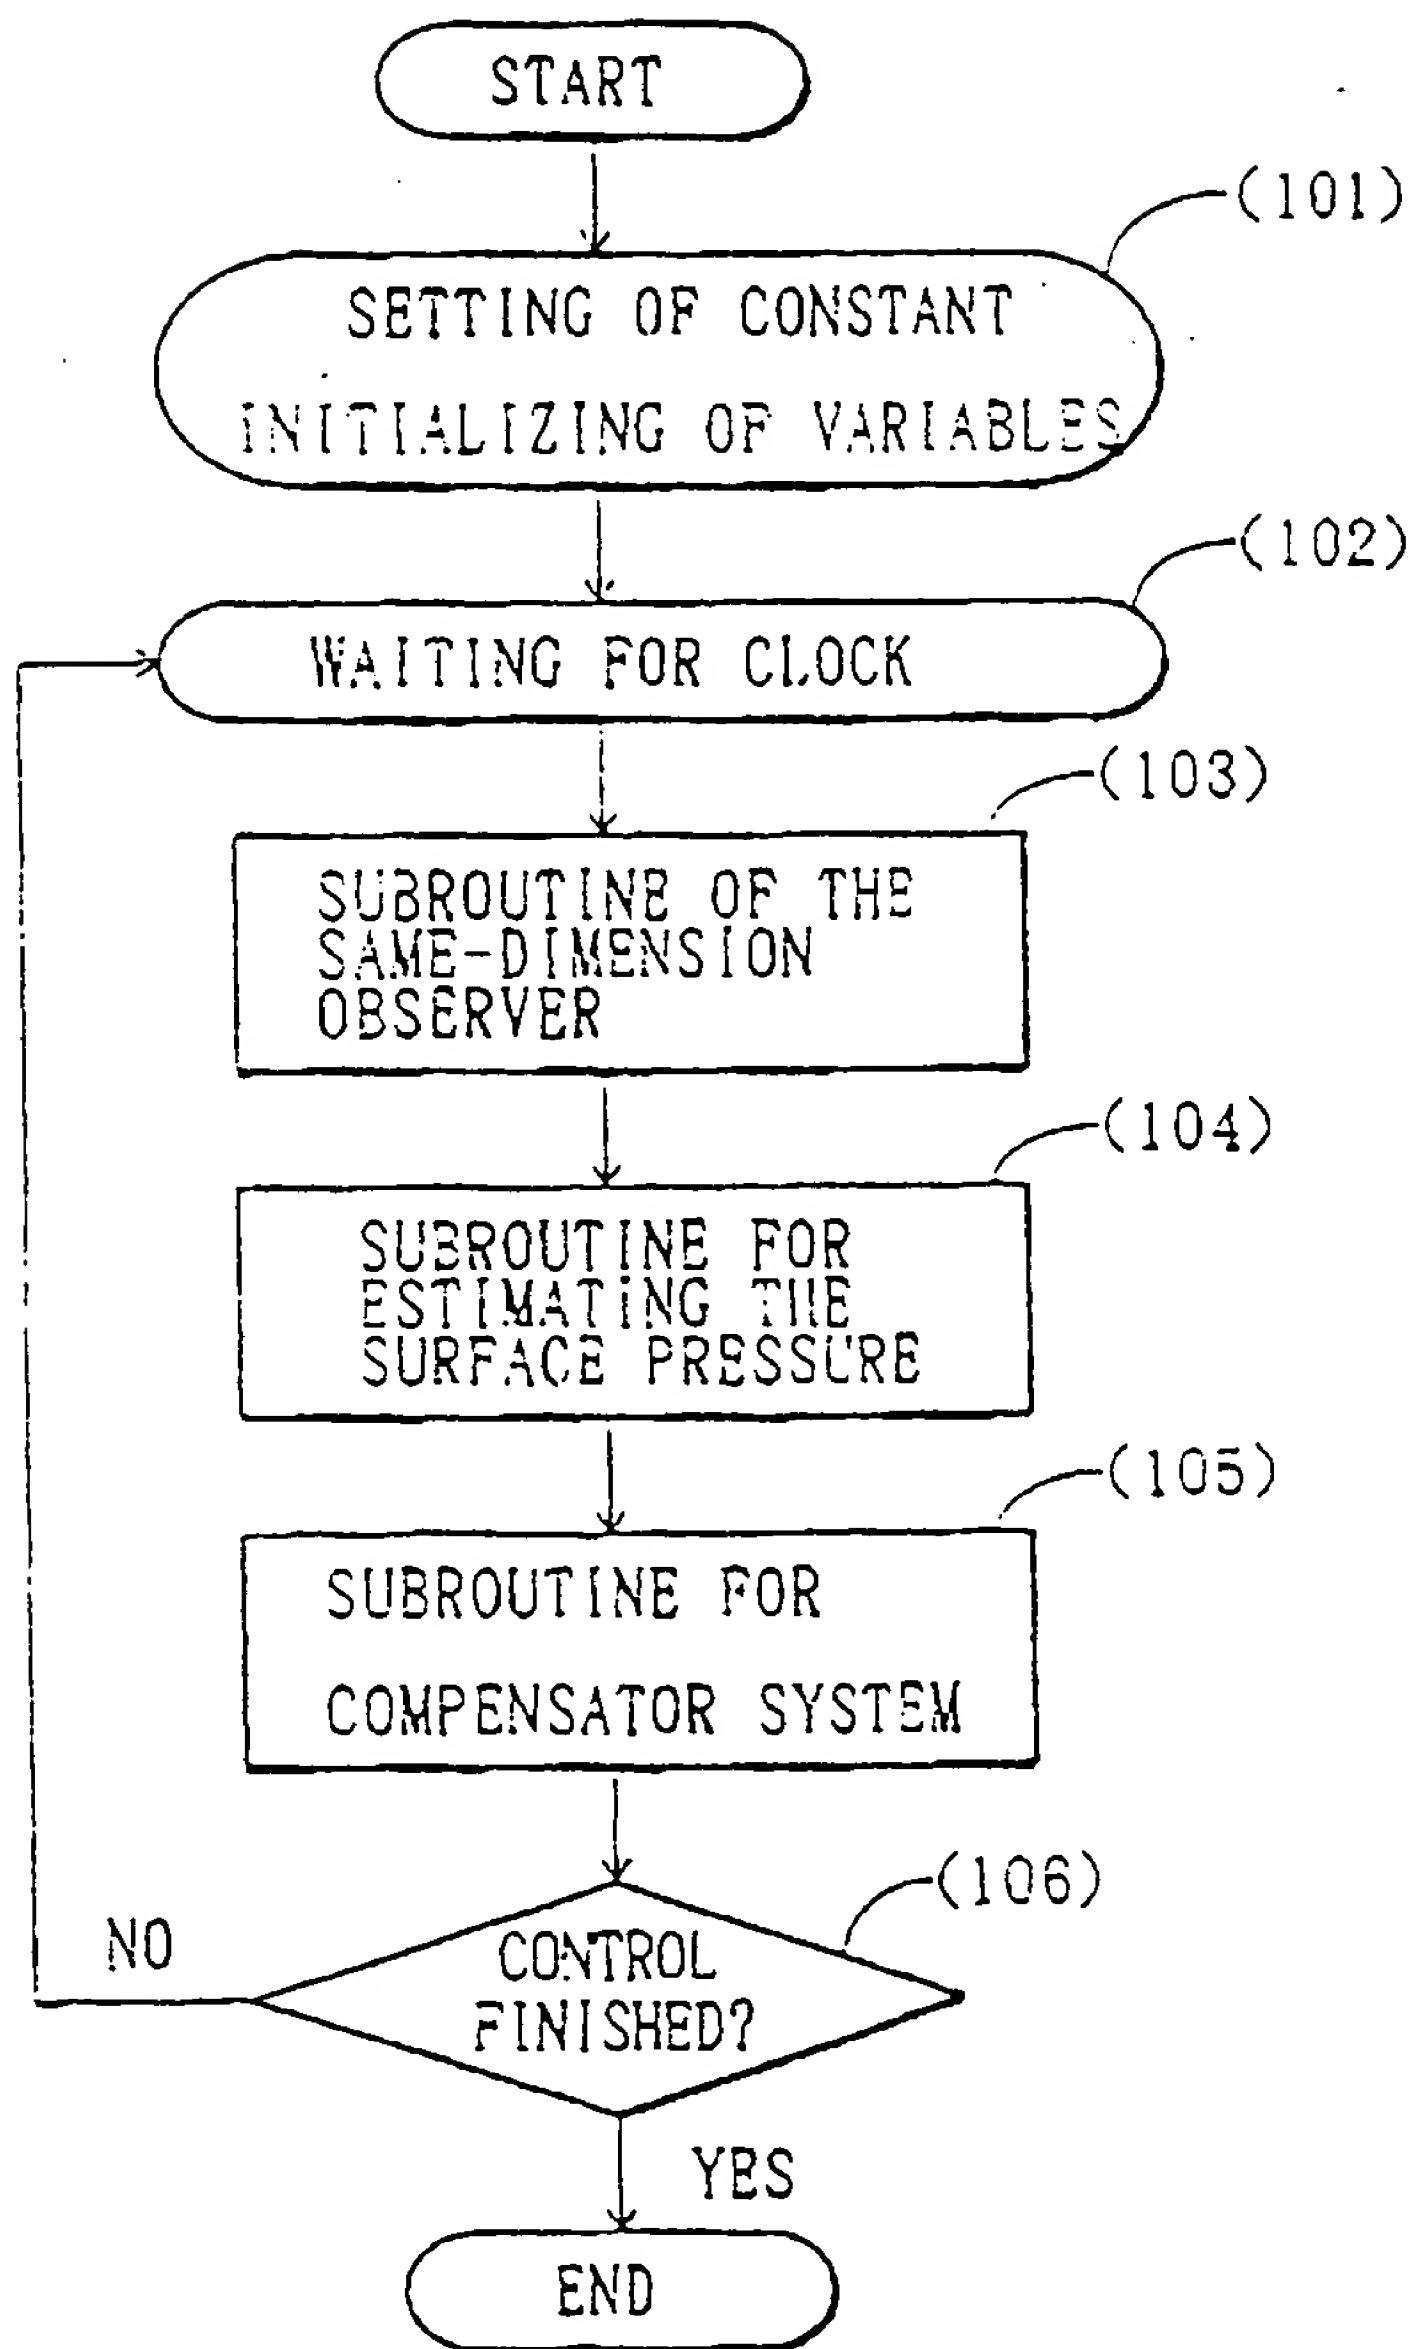 START
(101)
SETTING OF CONSTANT
INITIALIZING OF VARIABLES
(102)
WAITING FOR CLOCK
(103)
SUBROUTINE OF THE
SAME-DIMENSION
OBSERVER
(104)
SUBROUTINE FOR
ESTIMATING THE
SURFACE PRESSURE
(105)
SUBROUTINE FOR
COMPENSATOR SYSTEM
(106)
CONTROL
FINISHED?
NO
YES
END